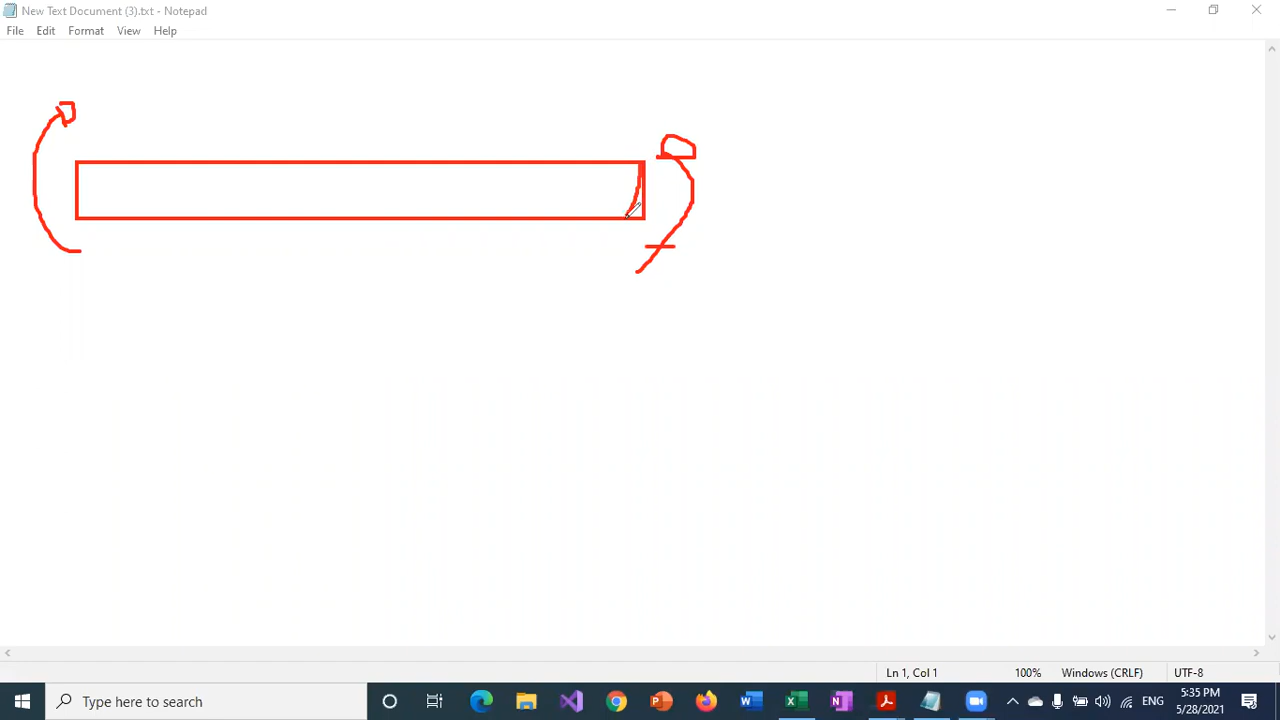 New Text Document (3).txt - Notepad
File Edit Format View Help
Ln 1, Col 1 100% Windows (CRLF) UTF-8
Type here to search
ENG
5:35 PM
5/28/2021